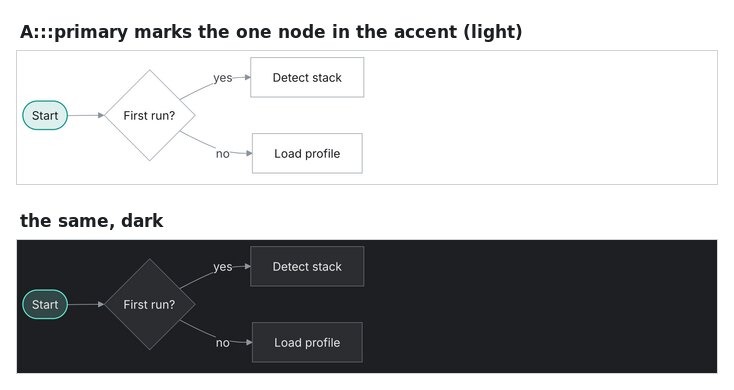 A:::primary marks the one node in the accent (light)
yes
Detect stack
Start
First run?
no
Load profile
the same, dark
yes
Detect stack
Start
First run?
no
Load profile